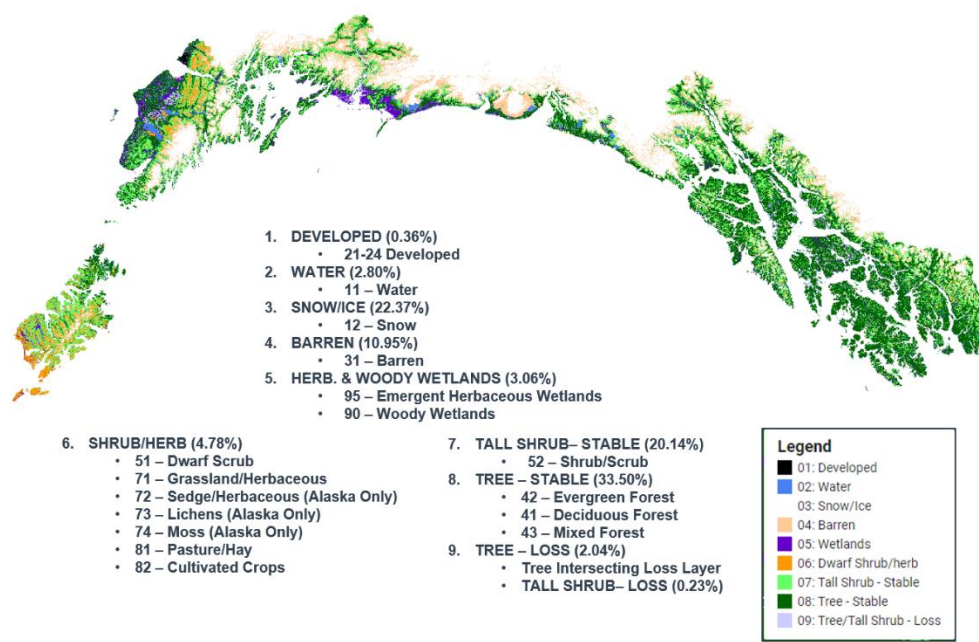 1. DEVELOPED (0.36%)
• 21-24 Developed
2. WATER (2.80%)
• 11 – Water
3. SNOW/ICE (22.37%)
• 12 – Snow
4. BARREN (10.95%)
• 31 – Barren
5. HERB. & WOODY WETLANDS (3.06%)
• 95 – Emergent Herbaceous Wetlands
• 90 – Woody Wetlands
6. SHRUB/HERB (4.78%)
• 51 – Dwarf Scrub
• 71 – Grassland/Herbaceous
• 72 – Sedge/Herbaceous (Alaska Only)
• 73 – Lichens (Alaska Only)
• 74 – Moss (Alaska Only)
• 81 – Pasture/Hay
• 82 – Cultivated Crops
7. TALL SHRUB– STABLE (20.14%)
• 52 – Shrub/Scrub
8. TREE – STABLE (33.50%)
• 42 – Evergreen Forest
• 41 – Deciduous Forest
• 43 – Mixed Forest
9. TREE – LOSS (2.04%)
• Tree Intersecting Loss Layer
• TALL SHRUB– LOSS (0.23%)
Legend
01: Developed
02: Water
03: Snow/Ice
04: Barren
05: Wetlands
06: Dwarf Shrub/herb
07: Tall Shrub - Stable
08: Tree - Stable
09: Tree/Tall Shrub - Loss